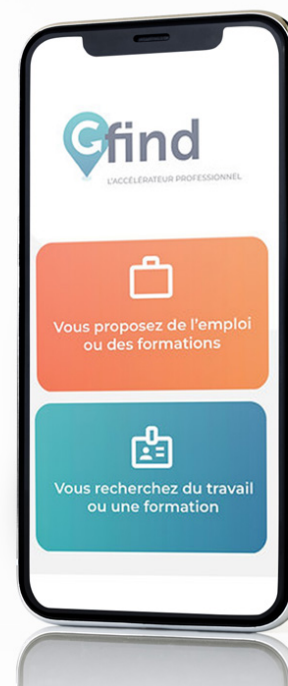 Gfind
L'ACCÉLÉRATEUR PROFESSIONNEL
Vous proposez de l'emploi
ou des formations
Vous recherchez du travail
ou une formation